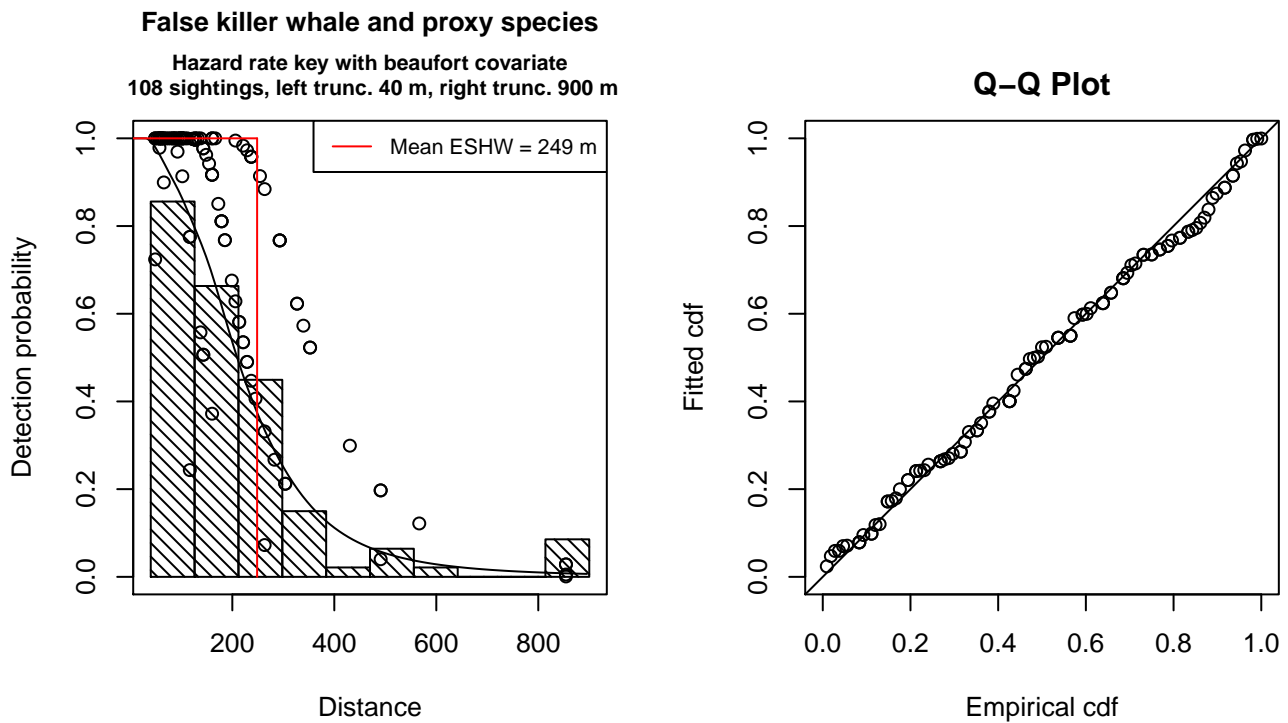 False killer whale and proxy species
Hazard rate key with beaufort covariate
108 sightings, left trunc. 40 m, right trunc. 900 m
Mean ESHW = 249 m
Detection probability
1.0
0.8
0.6
0.4
0.2
0.0
200 400 600 800
Distance
Q−Q Plot
Fitted cdf
1.0
0.8
0.6
0.4
0.2
0.0
0.0 0.2 0.4 0.6 0.8 1.0
Empirical cdf